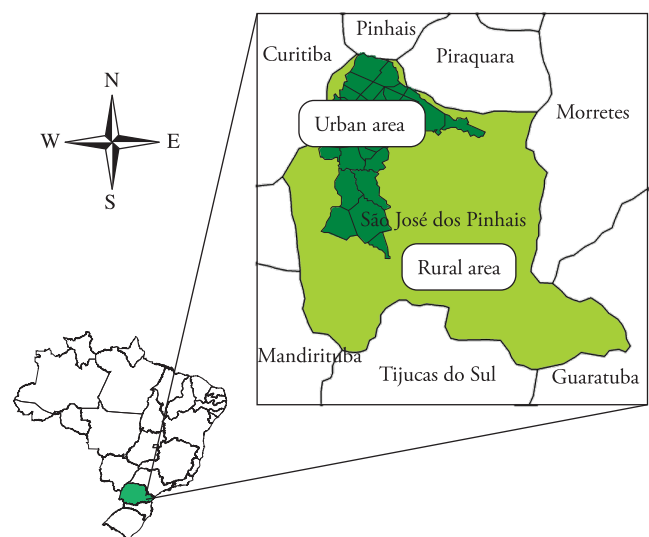 Pinhais
Curitiba
Piraquara
N
Morretes
Urban area
W
E
S
São José dos Pinhais
Rural area
Mandirituba
Tijucas do Sul
Guaratuba